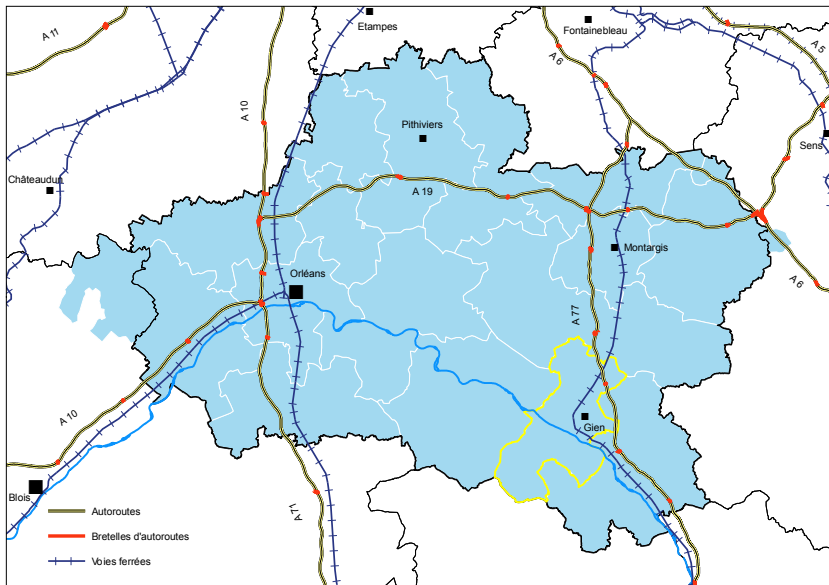 Etampes
Fontainebleau
A 11
A 5
A 6
A 10
Pithiviers
Sens
Châteaudun
A 19
Montargis
Orléans
A 6
A 77
A 10
Gien
Blois
A71
Autoroutes
Bretelles d'autoroutes
Voies ferrées